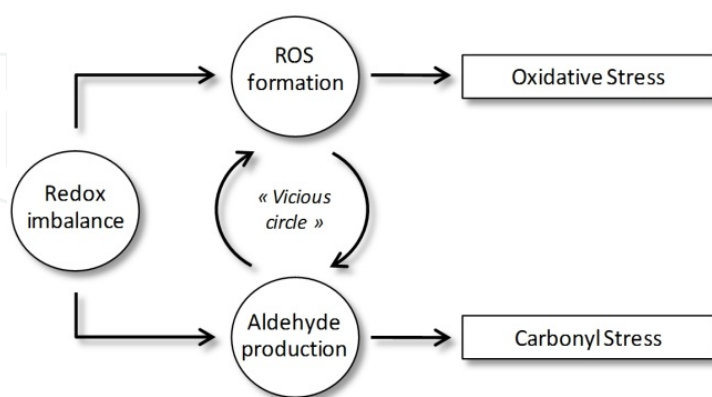 ROS
formation
Oxidative Stress
Redox
imbalance
« Vicious
circle »
Aldehyde
production
Carbonyl Stress